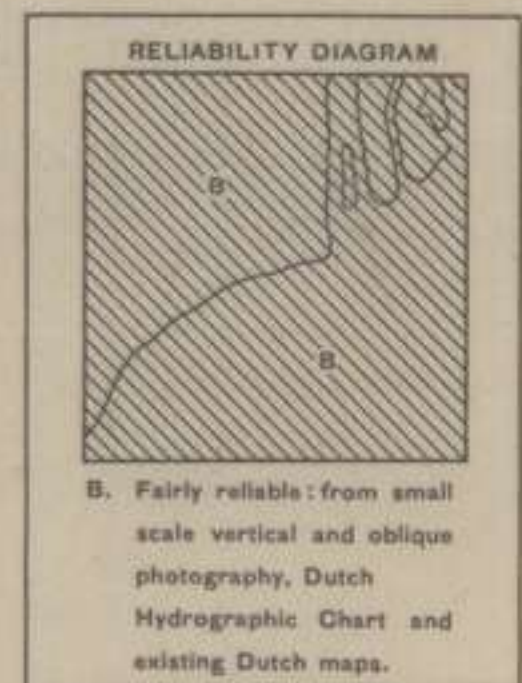 RELIABILITY DIAGRAM
B
B
B. Fairly reliable: from small
scale vertical and oblique
photography, Dutch
Hydrographic Chart and
existing Dutch maps.